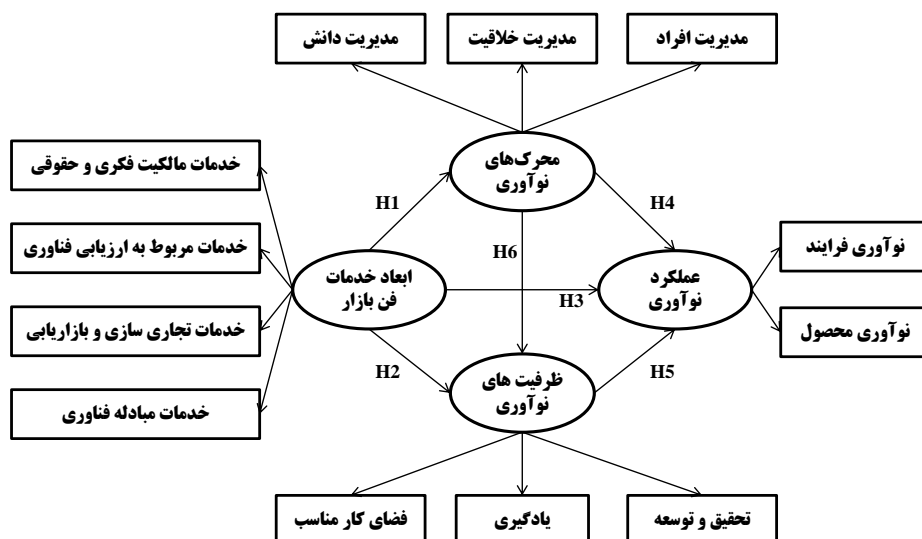 مدیریت افراد
مدیریت خلاقیت
مدیریت دانش
محرک‌های
نوآوری
خدمات مالکیت فکری و حقوقی
H1
H4
خدمات مربوط به ارزیابی فناوری
نوآوری فرایند
H6
ابعاد خدمات
فن بازار
عملکرد
نوآوری
H3
خدمات تجاری سازی و بازاریابی
نوآوری محصول
H2
H5
ظرفیت های
نوآوری
خدمات مبادله فناوری
تحقیق و توسعه
یادگیری
فضای کار مناسب